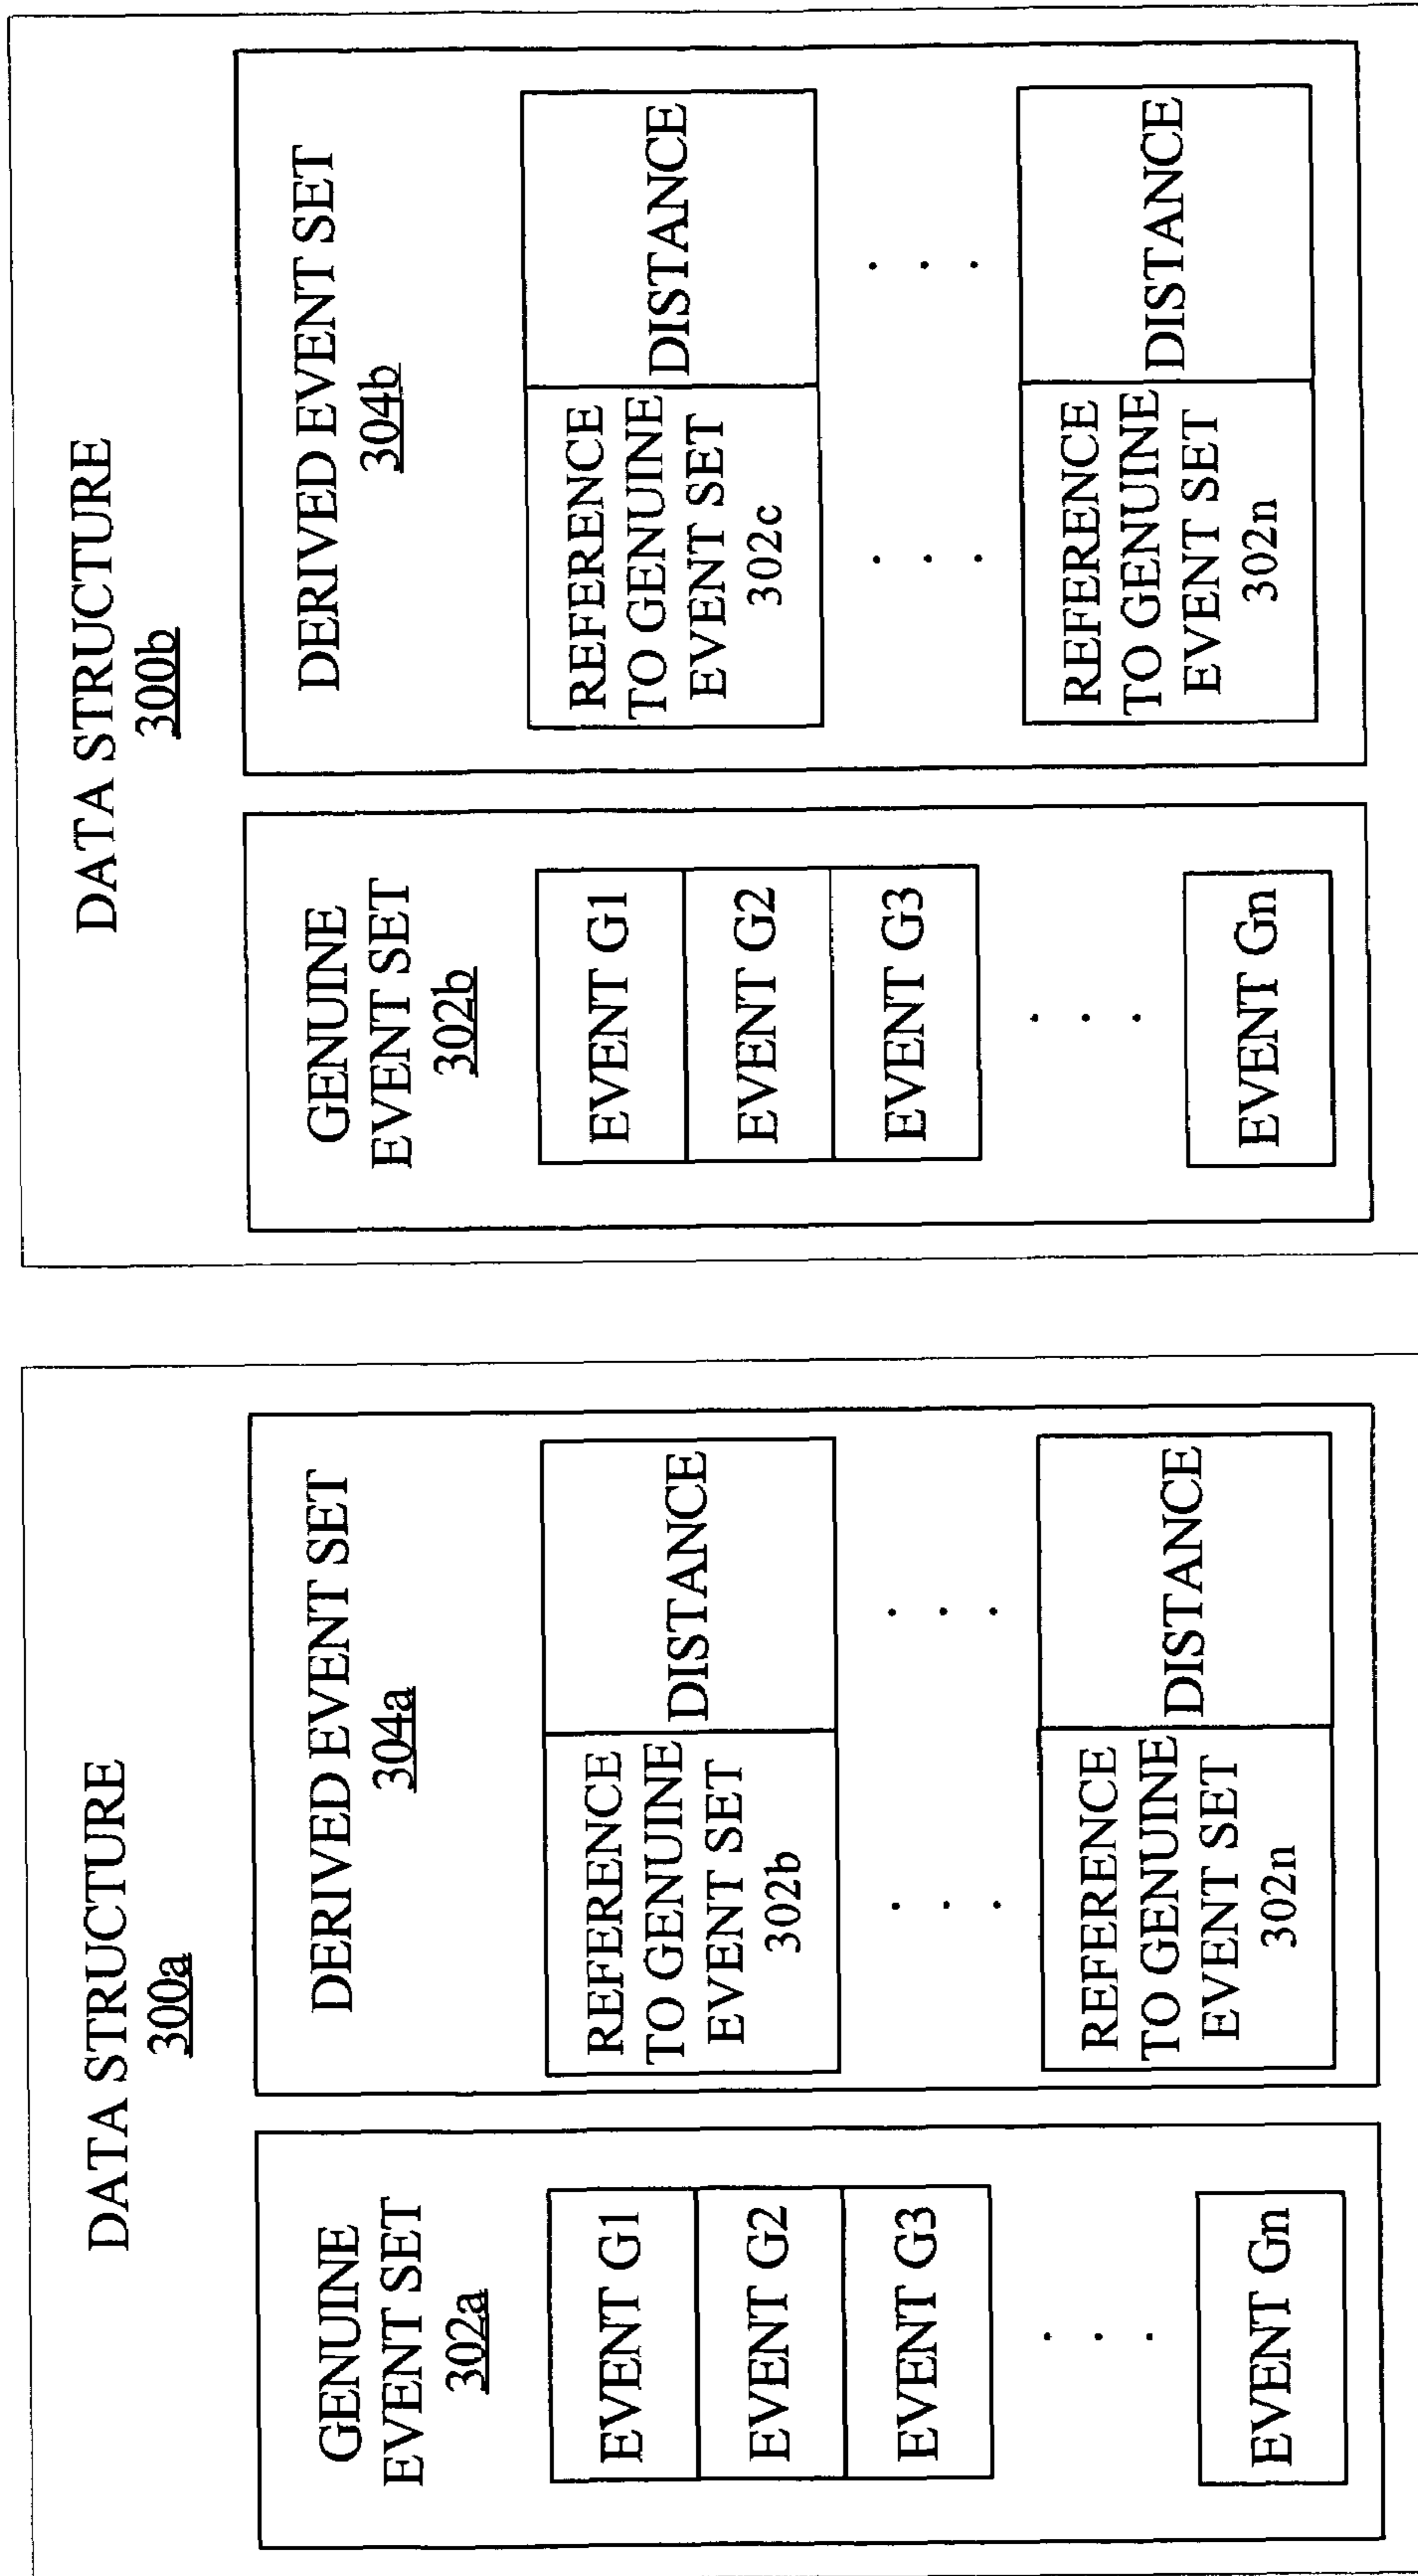 DATA STRUCTURE
300a
GENUINE
EVENT SET
302a
EVENT G1
EVENT G2
EVENT G3
. . .
EVENT Gn
DERIVED EVENT SET
304a
REFERENCE
TO GENUINE
EVENT SET
302b
DISTANCE
. . .
. . .
REFERENCE
TO GENUINE
EVENT SET
302n
DISTANCE
DATA STRUCTURE
300b
GENUINE
EVENT SET
302b
EVENT G1
EVENT G2
EVENT G3
. . .
EVENT Gn
DERIVED EVENT SET
304b
REFERENCE
TO GENUINE
EVENT SET
302c
DISTANCE
. . .
. . .
REFERENCE
TO GENUINE
EVENT SET
302n
DISTANCE